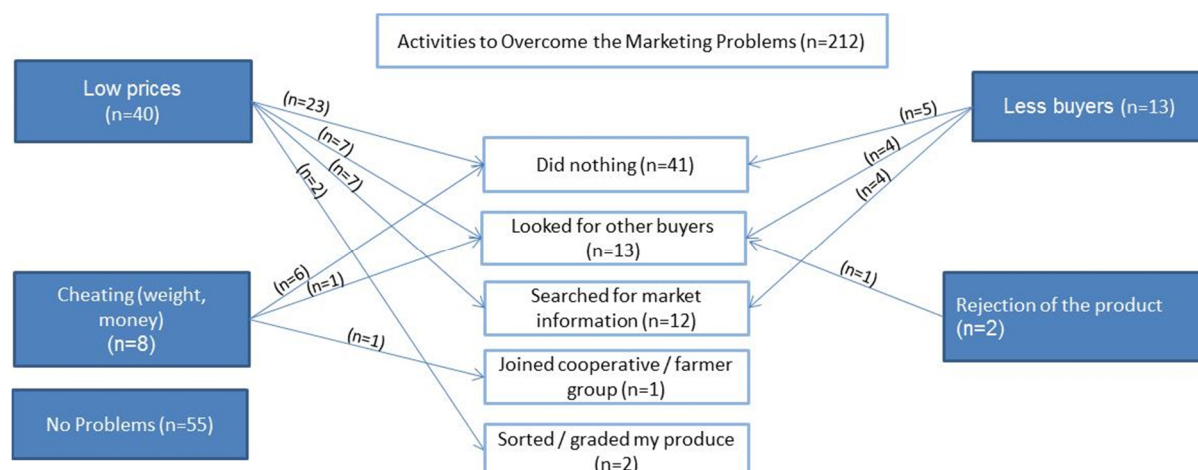 Activities to Overcome the Marketing Problems (n=212)
Low prices
(n=40)
Less buyers (n=13)
(n=23)
(n=7)
(n=7)
(n=2)
(n=5)
(n=4)
(n=4)
Did nothing (n=41)
Looked for other buyers
(n=13)
Cheating (weight,
money)
(n=8)
(n=6)
(n=1)
(n=1)
Searched for market
information (n=12)
(n=1)
Rejection of the product
(n=2)
Joined cooperative / farmer
group (n=1)
No Problems (n=55)
Sorted / graded my produce
(n=2)